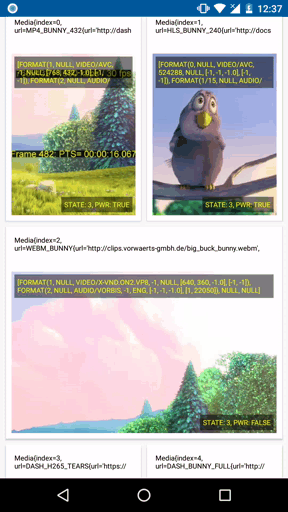 12:37
Media(index=0,
url=MP4_BUNNY_432{url='http://dash
Media(index=1,
url=HLS_BUNNY_240{url='http://docs
[FORMAT(1, NULL, VIDEO/AVC,
NULL, [768, 432, -1.0], [-1,
-1]), FORMAT(2, NULL, AUDIO/
30 fps
Frame 482, PTS= 00:00:16.067
STATE: 3, PWR: TRUE
[FORMAT(0, NULL, VIDEO/AVC,
524288, NULL, [-1, -1, -1.0], [-1,
-1]), FORMAT(1/15, NULL, AUDIO/
STATE: 3, PWR: TRUE
Media(index=2,
url=WEBM_BUNNY{url='http://clips.vorwaerts-gmbh.de/big_buck_bunny.webm',
[FORMAT(1, NULL, VIDEO/X-VND.ON2.VP8, -1, NULL, [640, 360, -1.0], [-1, -1]),
FORMAT(2, NULL, AUDIO/VORBIS, -1, ENG, [-1, -1, -1.0], [1, 22050]), NULL, NULL]
STATE: 3, PWR: FALSE
Media(index=3,
url=DASH_H265_TEARS{url='https://
Media(index=4,
url=DASH_BUNNY_FULL{url='http://